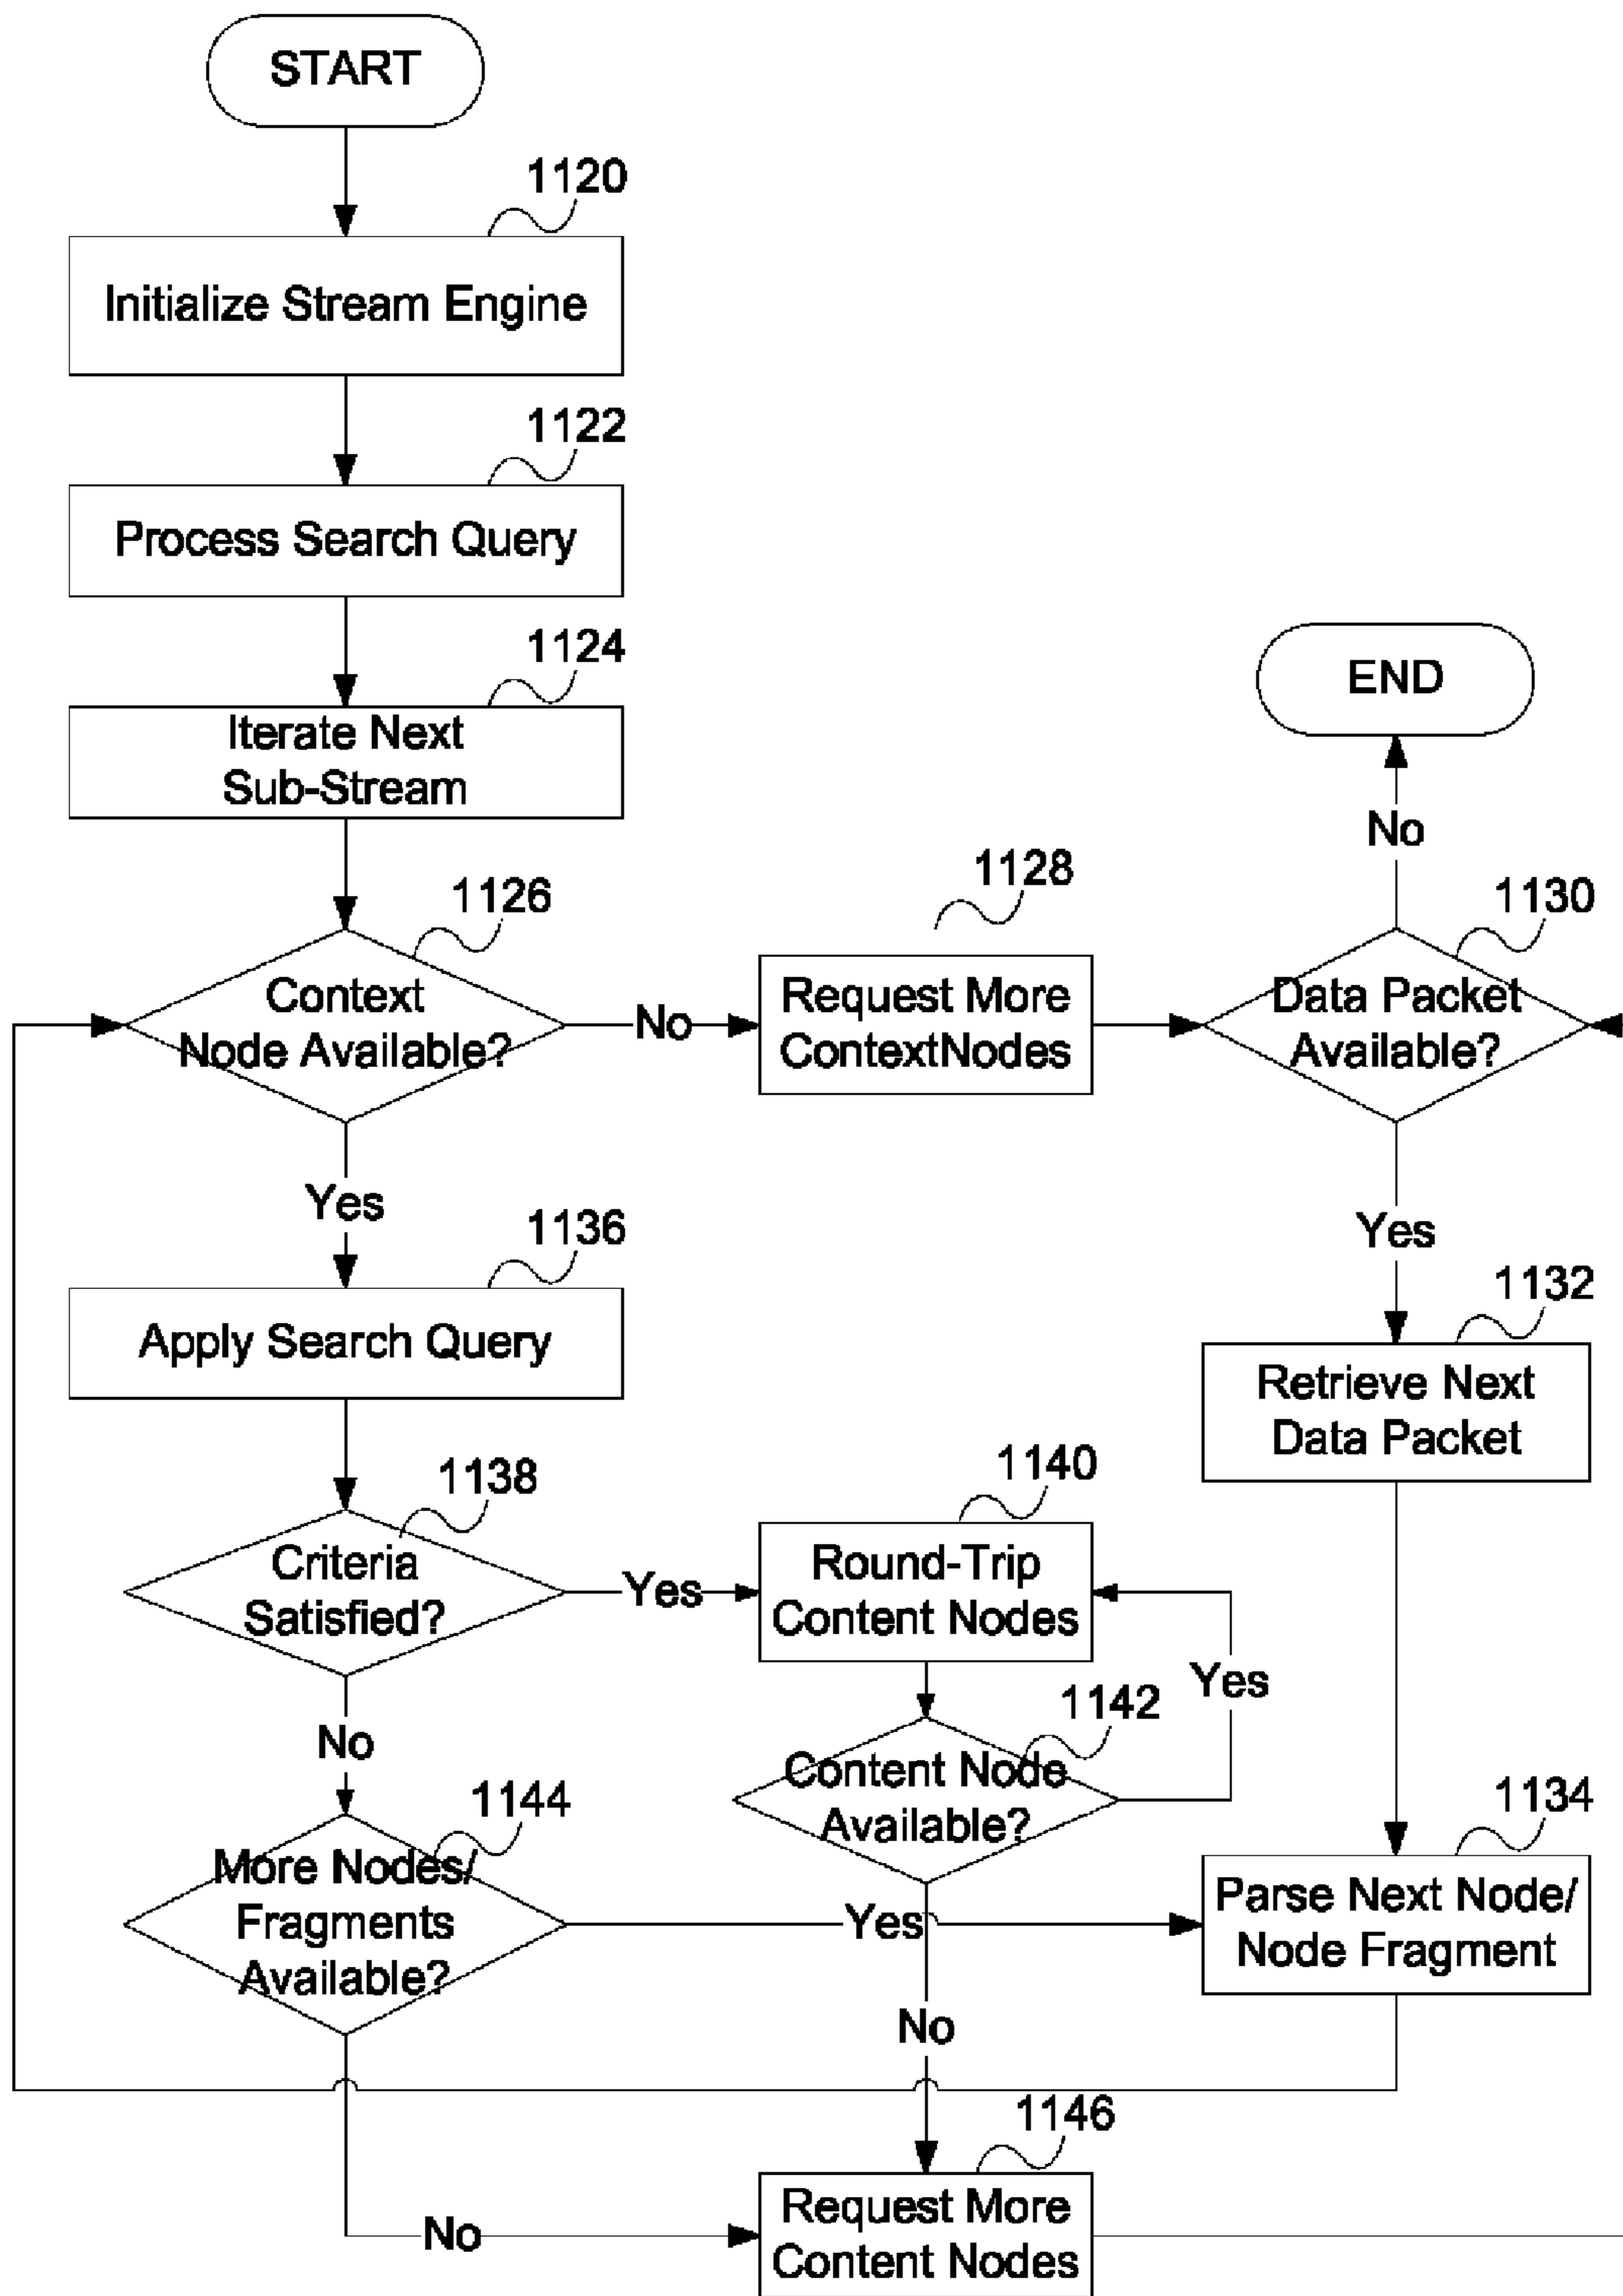 START
1120
Initialize Stream Engine
1122
Process Search Query
1124
Iterate Next
Sub-Stream
END
No
1126
Context
Node Available?
No
1128
Request More
ContextNodes
1130
Data Packet
Available?
Yes
Yes
1136
Apply Search Query
1132
Retrieve Next
Data Packet
1138
Criteria
Satisfied?
Yes
1140
Round-Trip
Content Nodes
Yes
No
1142
Content Node
Available?
1144
More Nodes/
Fragments
Available?
Yes
1134
Parse Next Node/
Node Fragment
No
1146
Request More
Content Nodes
No